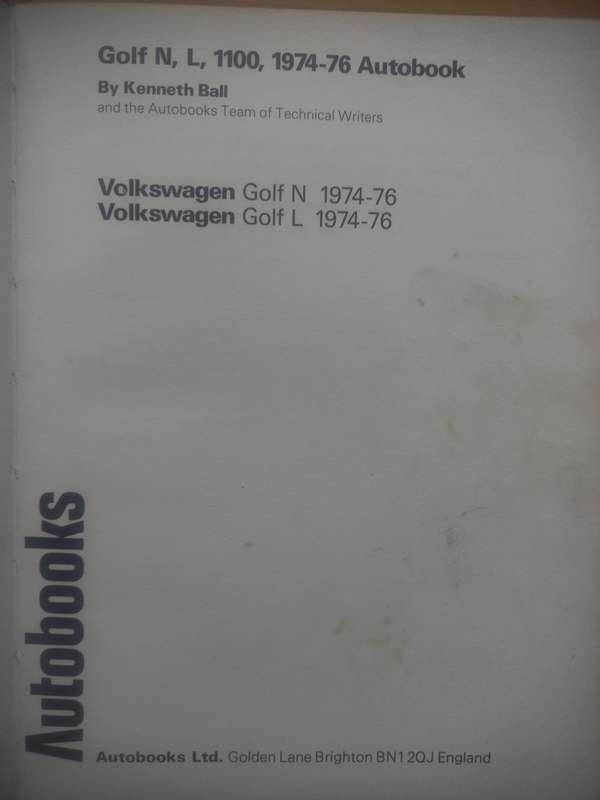 Golf N, L, 1100, 1974-76 Autobook
By Kenneth Ball
and the Autobooks Team of Technical Writers
Volkswagen Golf N 1974-76
Volkswagen Golf L 1974-76
Autobooks
Autobooks Ltd. Golden Lane Brighton BN1 2QJ England